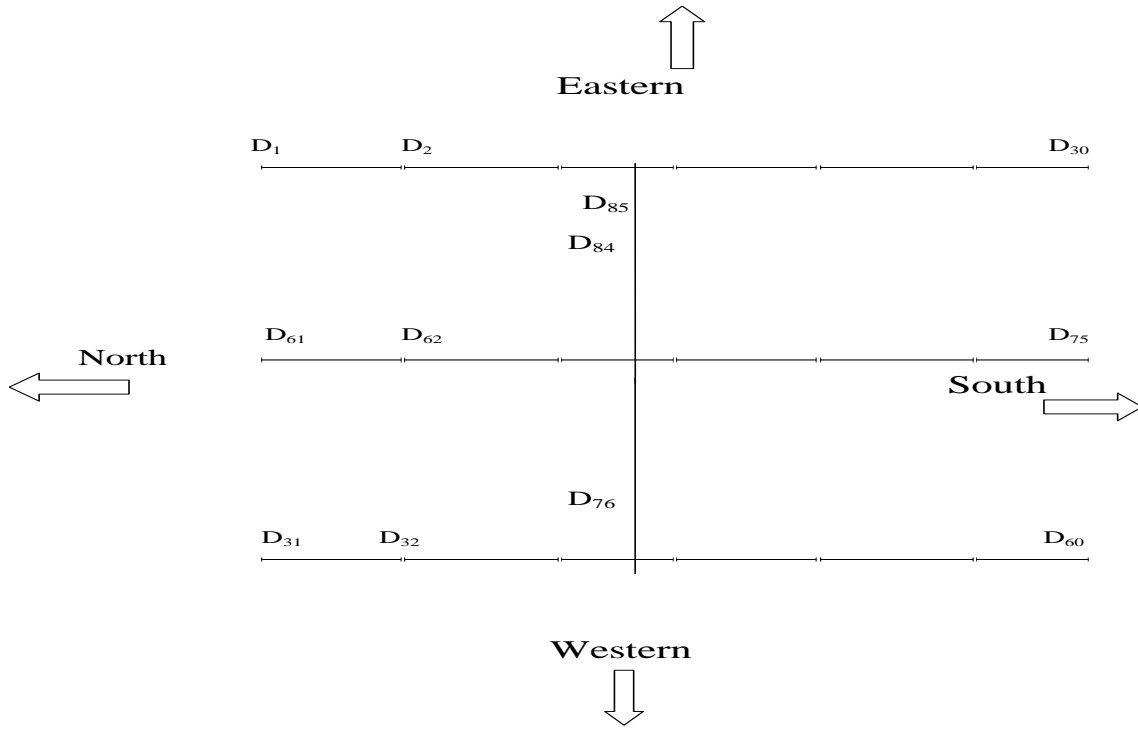 Eastern
D₁ D₂ D₃₀
D₈₅
D₈₄
D₆₁ D₆₂ D₇₅
North
South
D₇₆
D₃₁ D₃₂ D₆₀
Western